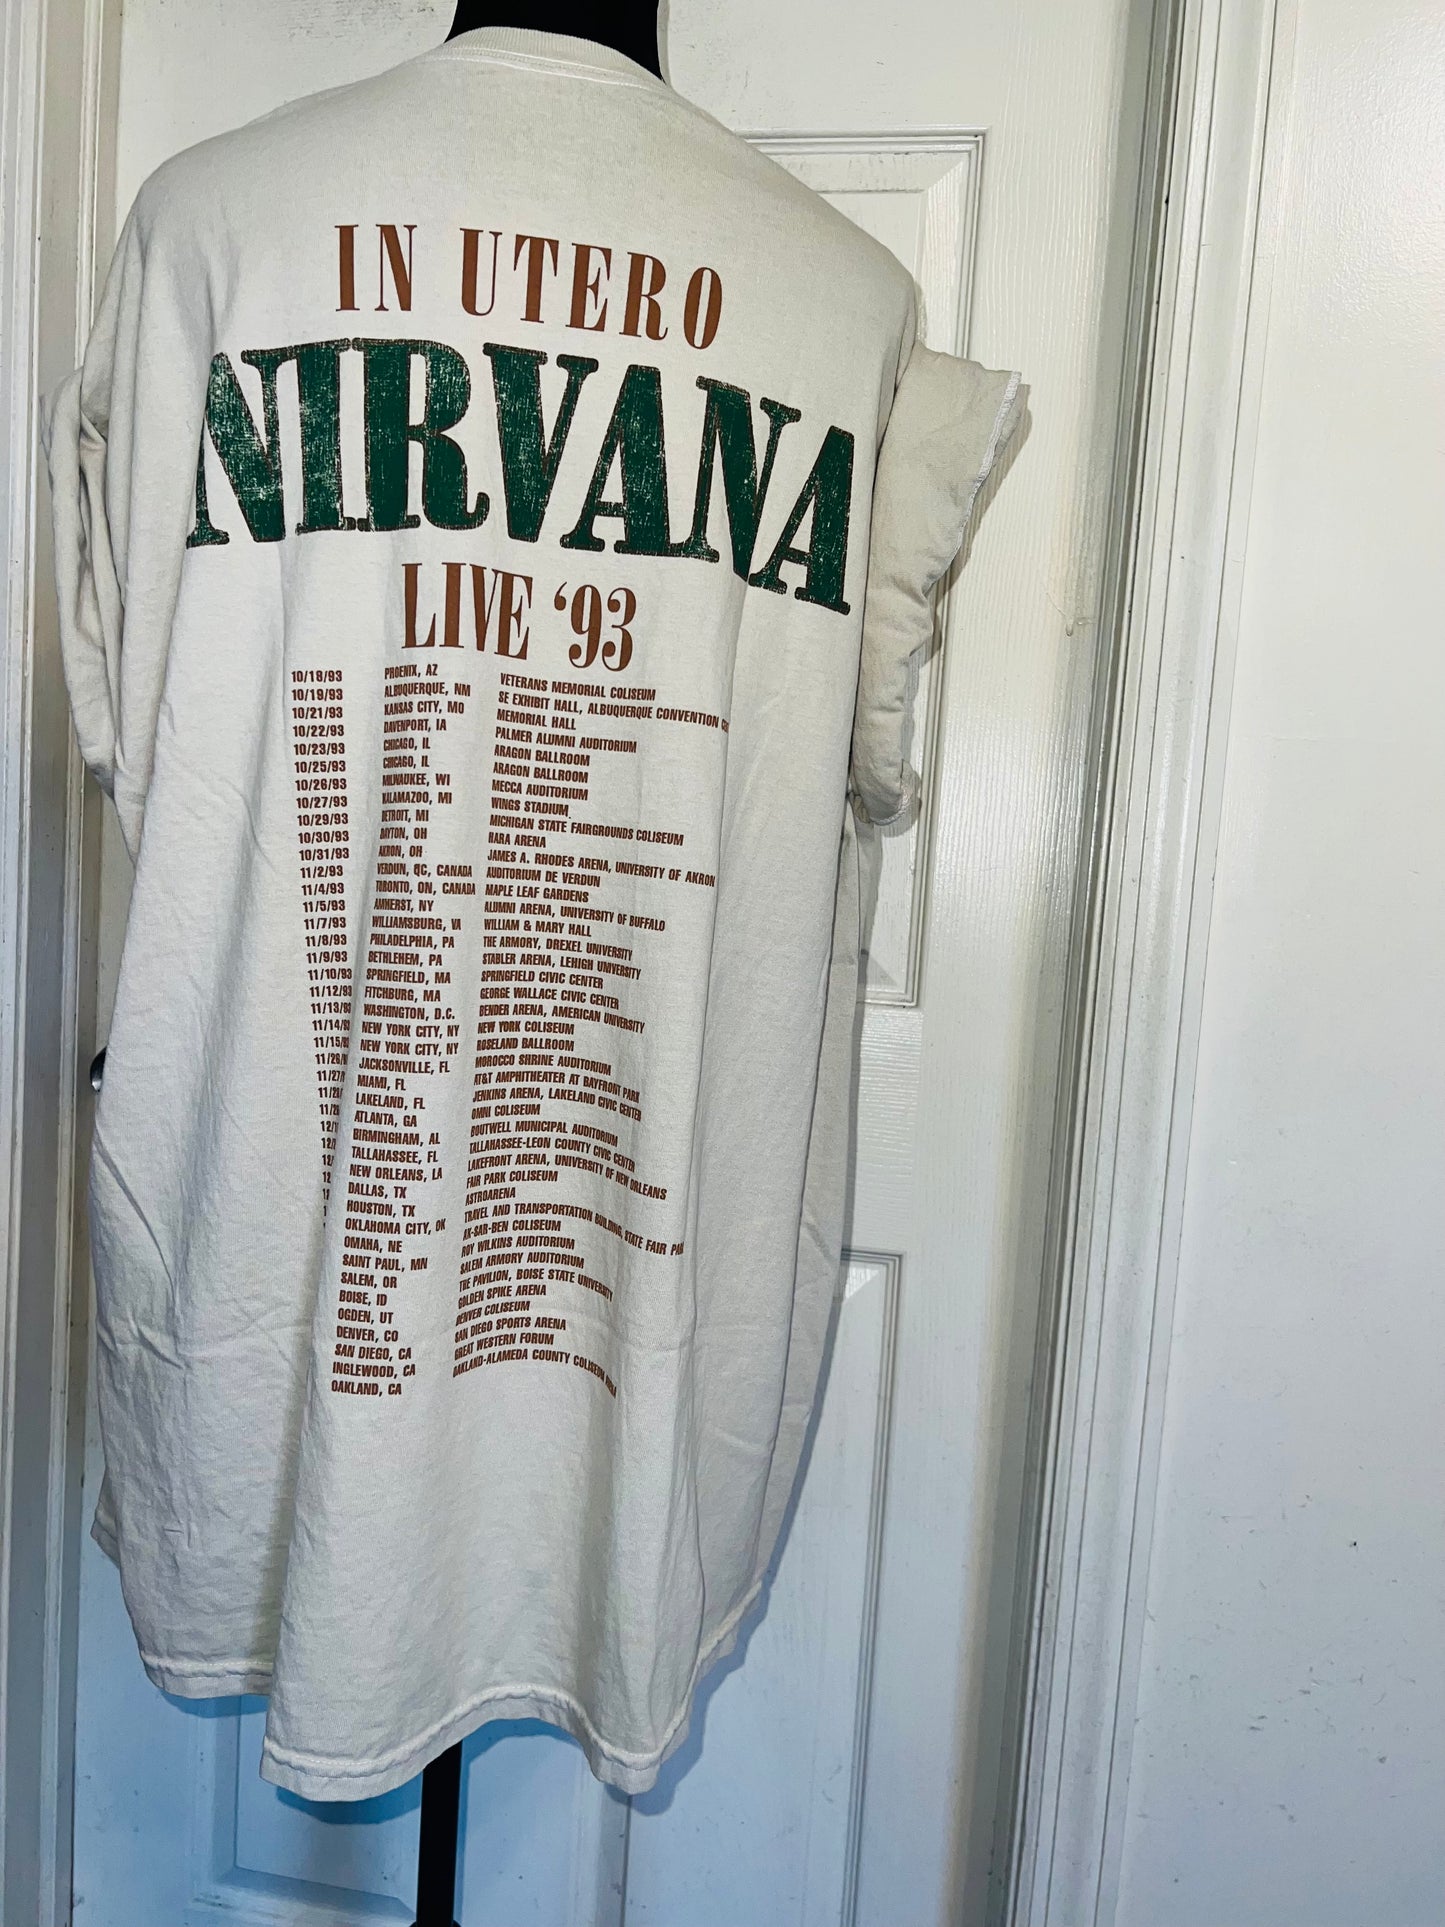 IN UTERO
NIRVANA
LIVE '93
10/18/93 PHOENIX, AZ VETERANS MEMORIAL COLISEUM
10/19/93 ALBUQUERQUE, NM SE EXHIBIT HALL, ALBUQUERQUE CONVENTION
10/21/93 KANSAS CITY, MO MEMORIAL HALL
10/22/93 DAVENPORT, IA PALMER ALUMNI AUDITORIUM
10/23/93 CHICAGO, IL ARAGON BALLROOM
10/25/93 CHICAGO, IL ARAGON BALLROOM
10/26/93 MILWAUKEE, WI MECCA AUDITORIUM
10/27/93 KALAMAZOO, MI WINGS STADIUM
10/29/93 DETROIT, MI MICHIGAN STATE FAIRGROUNDS COLISEUM
10/30/93 DAYTON, OH HARA ARENA
10/31/93 AKRON, OH JAMES A. RHODES ARENA, UNIVERSITY OF AKRON
11/2/93 VERDUN, QC, CANADA AUDITORIUM DE VERDUN
11/4/93 TORONTO, ON, CANADA MAPLE LEAF GARDENS
11/5/93 AMHERST, NY ALUMNI ARENA, UNIVERSITY OF BUFFALO
11/7/93 WILLIAMSBURG, VA WILLIAM & MARY HALL
11/8/93 PHILADELPHIA, PA THE ARMORY, DREXEL UNIVERSITY
11/9/93 BETHLEHEM, PA STABLER ARENA, LEHIGH UNIVERSITY
11/10/93 SPRINGFIELD, MA SPRINGFIELD CIVIC CENTER
11/12/93 FITCHBURG, MA GEORGE WALLACE CIVIC CENTER
11/13/93 WASHINGTON, D.C. BENDER ARENA, AMERICAN UNIVERSITY
11/14/93 NEW YORK CITY, NY NEW YORK COLISEUM
11/15/93 NEW YORK CITY, NY ROSELAND BALLROOM
JACKSONVILLE, FL MOROCCO SHRINE AUDITORIUM
MIAMI, FL AT&T AMPHITHEATER AT BAYFRONT PARK
LAKELAND, FL JENKINS ARENA, LAKELAND CIVIC CENTER
ATLANTA, GA OMNI COLISEUM
BIRMINGHAM, AL BOUTWELL MUNICIPAL AUDITORIUM
TALLAHASSEE, FL TALLAHASSEE-LEON COUNTY CIVIC CENTER
NEW ORLEANS, LA LAKEFRONT ARENA, UNIVERSITY OF NEW ORLEANS
DALLAS, TX FAIR PARK COLISEUM
HOUSTON, TX ASTROARENA
OKLAHOMA CITY, OK TRAVEL AND TRANSPORTATION BUILDING, STATE FAIR PARK
OMAHA, NE AK-SAR-BEN COLISEUM
SAINT PAUL, MN ROY WILKINS AUDITORIUM
SALEM, OR SALEM ARMORY AUDITORIUM
BOISE, ID THE PAVILION, BOISE STATE UNIVERSITY
OGDEN, UT GOLDEN SPIKE ARENA
DENVER, CO DENVER COLISEUM
SAN DIEGO, CA SAN DIEGO SPORTS ARENA
INGLEWOOD, CA GREAT WESTERN FORUM
OAKLAND, CA OAKLAND-ALAMEDA COUNTY COLISEUM ARENA